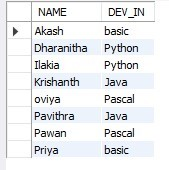 NAME DEV_IN
Akash basic
Dharanitha Python
Ilakia Python
Krishanth Java
oviya Pascal
Pavithra Java
Pawan Pascal
Priya basic